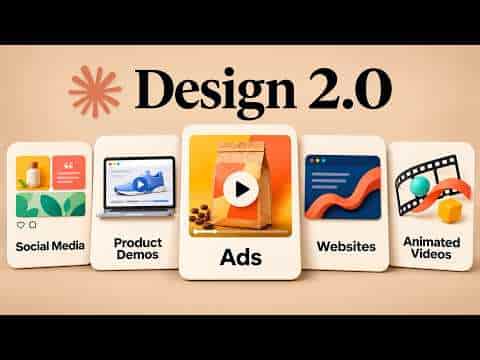 Design 2.0
Social Media
Product
Demos
Ads
Websites
Animated
Videos